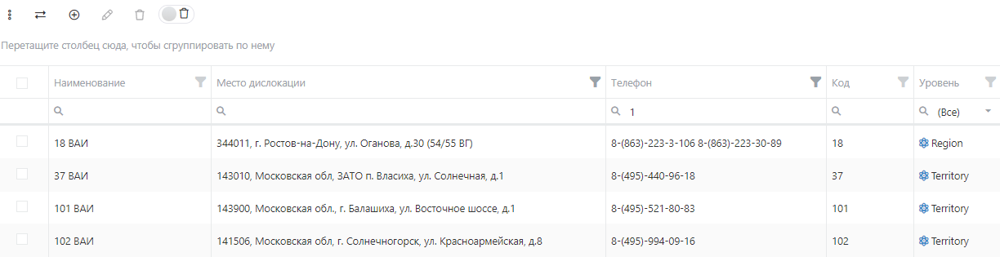 Перетащите столбец сюда, чтобы сгруппировать по нему
Наименование Место дислокации Телефон Код Уровень
1 (Все)
18 ВАИ 344011, г. Ростов-на-Дону, ул. Оганова, д.30 (54/55 ВГ) 8-(863)-223-3-106 8-(863)-223-30-89 18 Region
37 ВАИ 143010, Московская обл, ЗАТО п. Власиха, ул. Солнечная, д.1 8-(495)-440-96-18 37 Territory
101 ВАИ 143900, Московская обл., г. Балашиха, ул. Восточное шоссе, д.1 8-(495)-521-80-83 101 Territory
102 ВАИ 141506, Московская обл, г. Солнечногорск, ул. Красноармейская, д.8 8-(495)-994-09-16 102 Territory